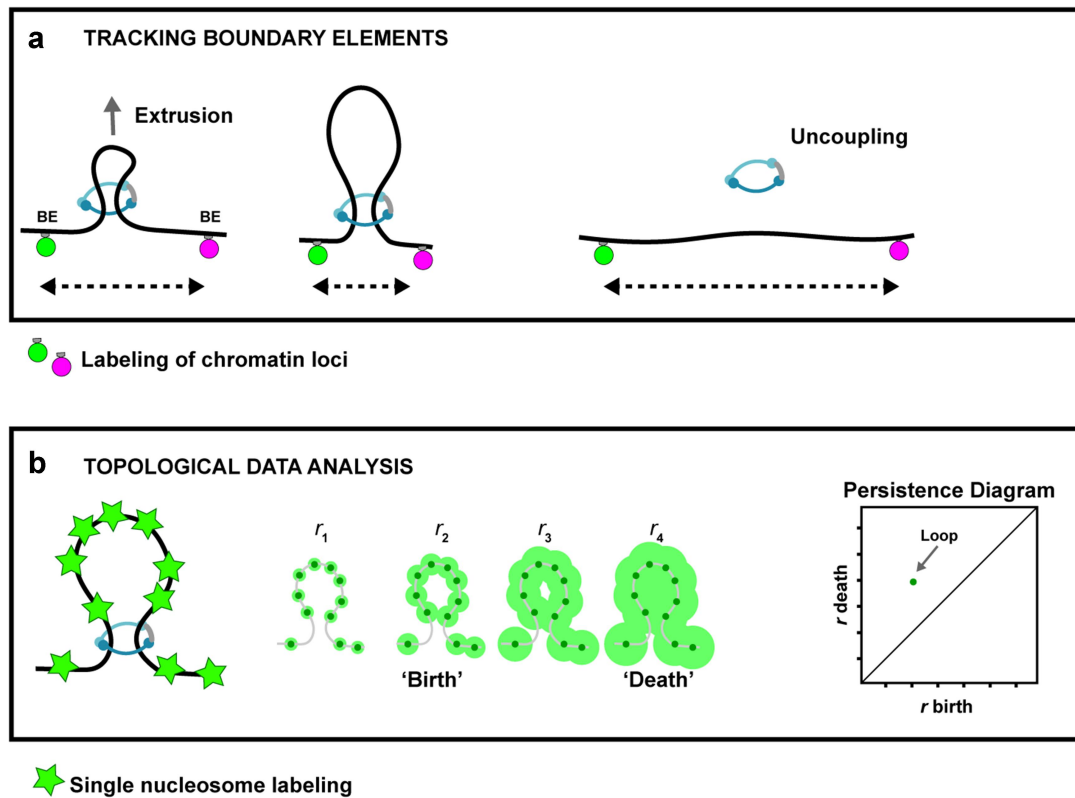 a TRACKING BOUNDARY ELEMENTS
Extrusion
Uncoupling
BE BE
Labeling of chromatin loci
b TOPOLOGICAL DATA ANALYSIS
Persistence Diagram
r1 r2 r3 r4
Loop
r death
‘Birth’ ‘Death’
r birth
Single nucleosome labeling